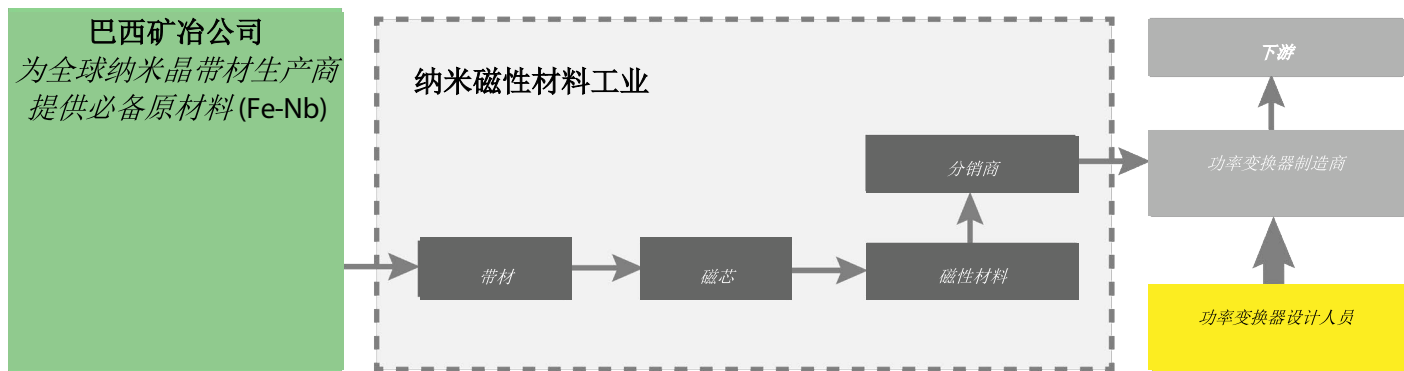 巴西矿冶公司
为全球纳米晶带材生产商
提供必备原材料 (Fe-Nb)
纳米磁性材料工业
带材
磁芯
磁性材料
分销商
下游
功率变换器制造商
功率变换器设计人员